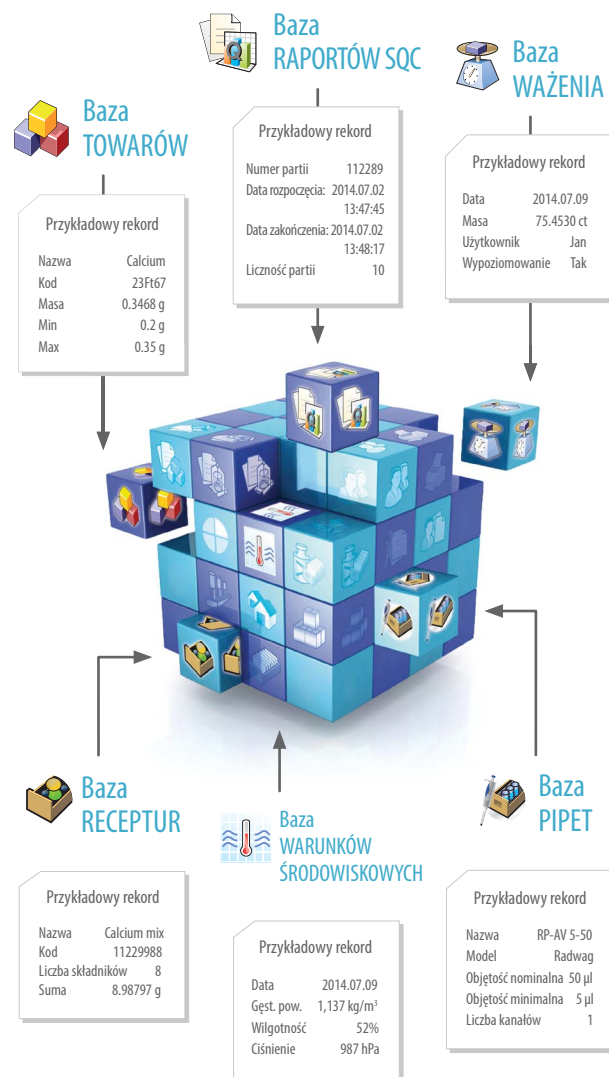 Baza
RAPORTÓW SQC
Przykładowy rekord
Numer partii 112289
Data rozpoczęcia: 2014.07.02
13:47:45
Data zakończenia: 2014.07.02
13:48:17
Liczność partii 10
Baza
WAŻENIA
Przykładowy rekord
Data 2014.07.09
Masa 75.4530 ct
Użytkownik Jan
Wypoziomowanie Tak
Baza
TOWARÓW
Przykładowy rekord
Nazwa Calcium
Kod 23Ft67
Masa 0.3468 g
Min 0.2 g
Max 0.35 g
Baza
RECEPTUR
Przykładowy rekord
Nazwa Calcium mix
Kod 11229988
Liczba składników 8
Suma 8.98797 g
Baza
WARUNKÓW
ŚRODOWISKOWYCH
Przykładowy rekord
Data 2014.07.09
Gęst. pow. 1,137 kg/m³
Wilgotność 52%
Ciśnienie 987 hPa
Baza
PIPET
Przykładowy rekord
Nazwa RP-AV 5-50
Model Radwag
Objętość nominalna 50 µl
Objętość minimalna 5 µl
Liczba kanałów 1